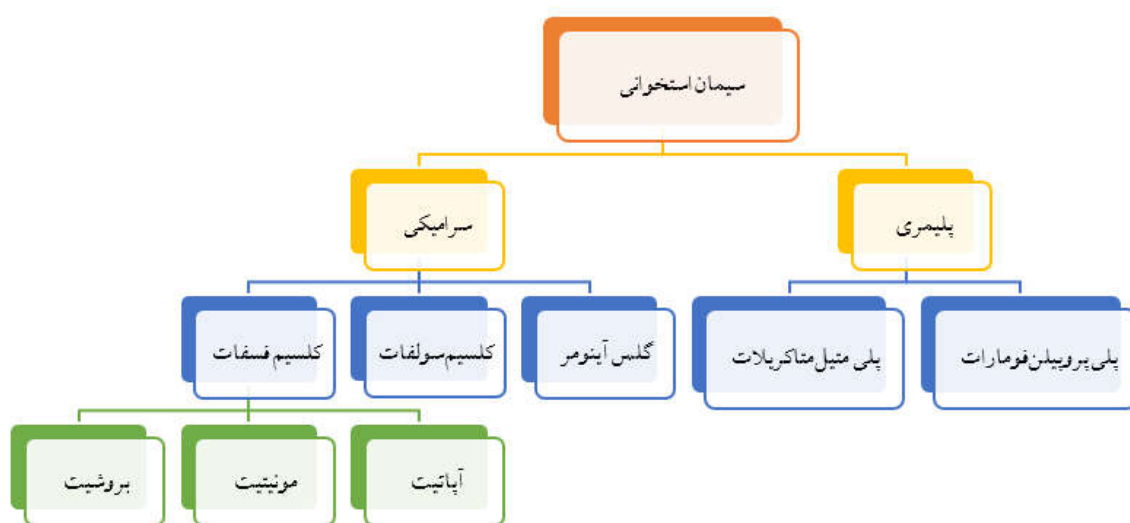 سیمان استخوانی
پلیمری
سرامیکی
پلی پروپیلن فومارات
پلی متیل متاکریلات
گلس آینومر
کلسیم سولفات
کلسیم فسفات
آپاتیت
مونیتیت
بروشیت